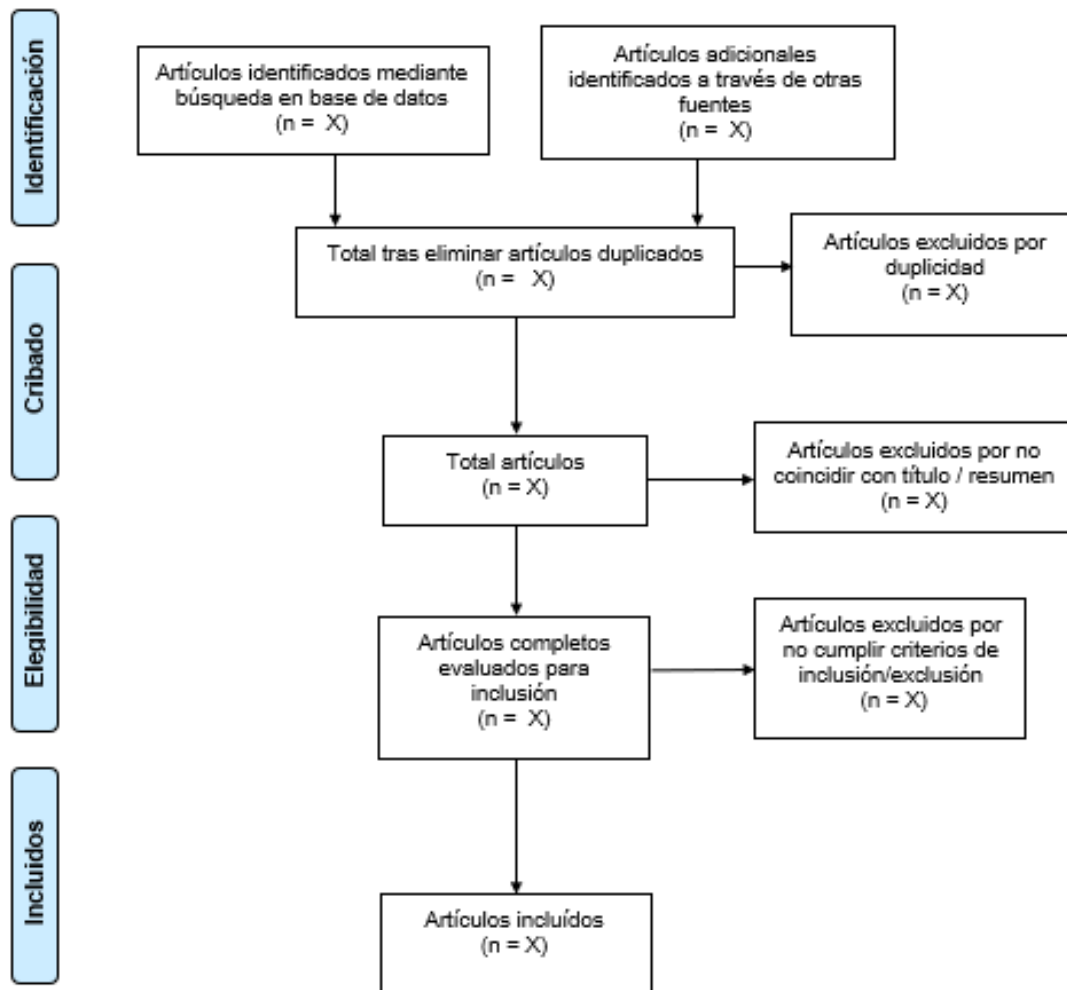 Identificación
Artículos identificados mediante
búsqueda en base de datos
(n = X)
Artículos adicionales
identificados a través de otras
fuentes
(n = X)
Total tras eliminar artículos duplicados
(n = X)
Artículos excluidos por
duplicidad
(n = X)
Cribado
Total artículos
(n = X)
Artículos excluidos por no
coincidir con título / resumen
(n = X)
Elegibilidad
Artículos completos
evaluados para
inclusión
(n = X)
Artículos excluidos por
no cumplir criterios de
inclusión/exclusión
(n = X)
Incluidos
Artículos incluídos
(n = X)